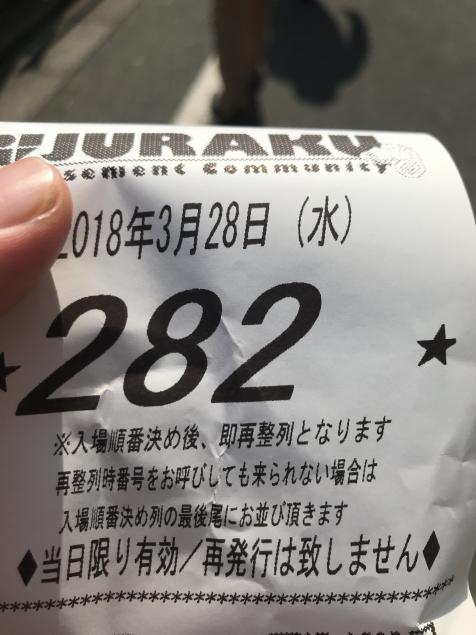 JURAKU
sement Community
2018年3月28日 (水)
★282★
※入場順番決め後、即再整列となります
再整列時番号をお呼びしても来られない場合は
入場順番決め列の最後尾にお並び頂きます
◆当日限り有効／再発行は致しません◆
**********************************